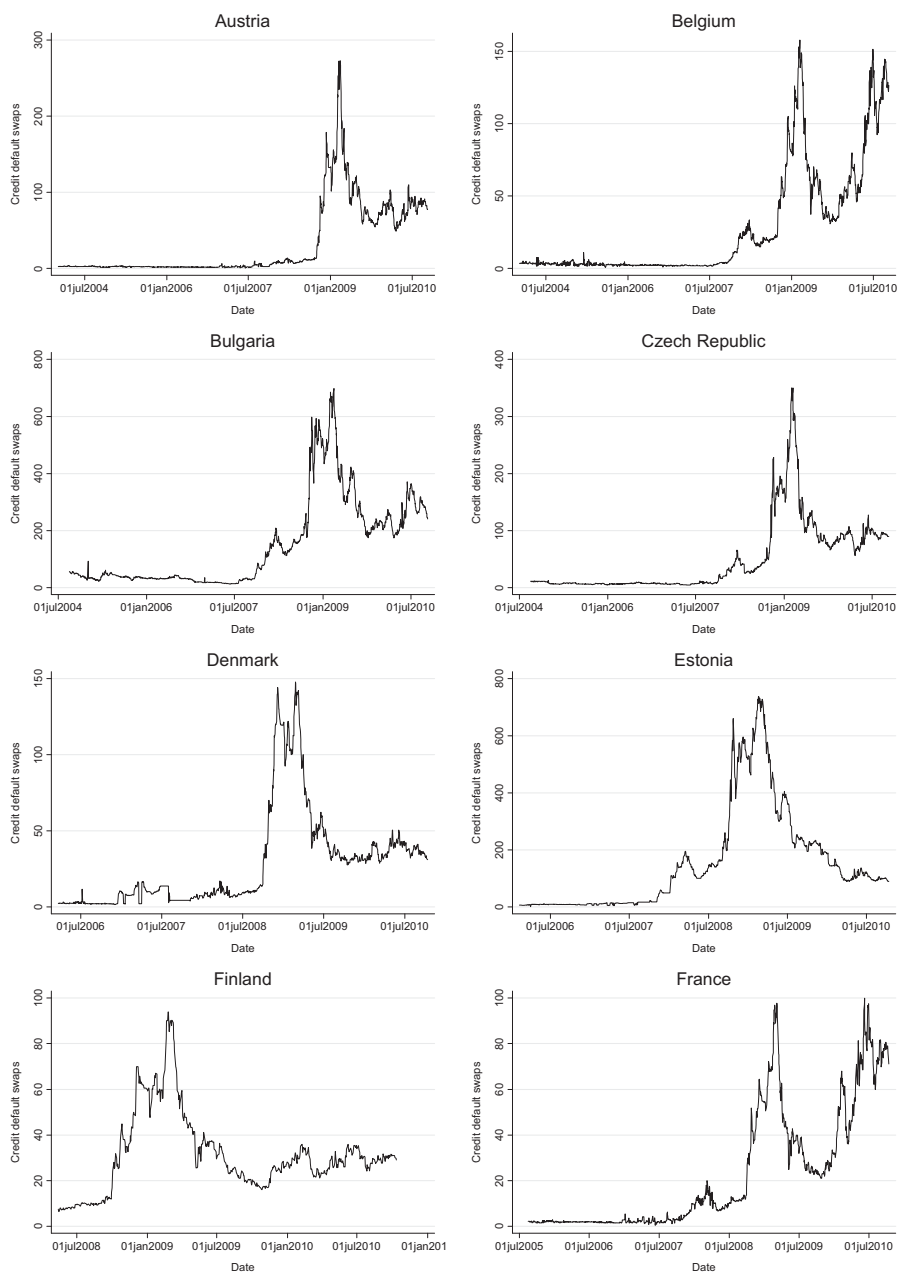 Austria
Credit default swaps
0 100 200 300
01jul2004 01jan2006 01jul2007 01jan2009 01jul2010
Date
Belgium
Credit default swaps
0 50 100 150
01jul2004 01jan2006 01jul2007 01jan2009 01jul2010
Date
Bulgaria
Credit default swaps
0 200 400 600 800
01jul2004 01jan2006 01jul2007 01jan2009 01jul2010
Date
Czech Republic
Credit default swaps
0 100 200 300 400
01jul2004 01jan2006 01jul2007 01jan2009 01jul2010
Date
Denmark
Credit default swaps
0 50 100 150
01jul2006 01jul2007 01jul2008 01jul2009 01jul2010
Date
Estonia
Credit default swaps
0 200 400 600 800
01jul2006 01jul2007 01jul2008 01jul2009 01jul2010
Date
Finland
Credit default swaps
0 20 40 60 80 100
01jul2008 01jan2009 01jul2009 01jan2010 01jul2010 01jan201
Date
France
Credit default swaps
0 20 40 60 80 100
01jul2005 01jul2006 01jul2007 01jul2008 01jul2009 01jul2010
Date